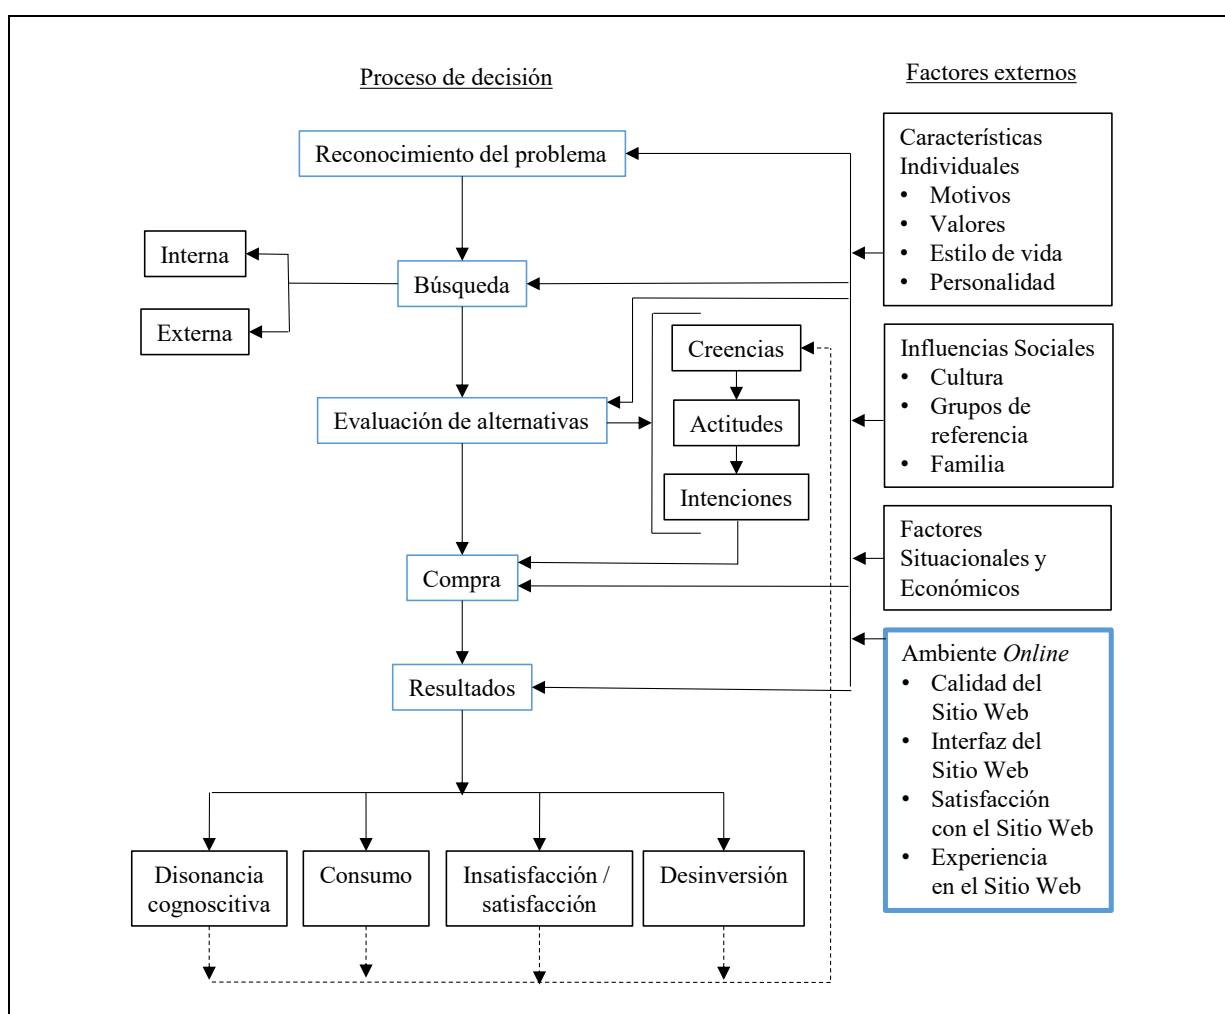 Proceso de decisión
Factores externos
Reconocimiento del problema
Interna
Búsqueda
Externa
Evaluación de alternativas
Creencias
Actitudes
Intenciones
Compra
Resultados
Disonancia
cognoscitiva
Consumo
Insatisfacción /
satisfacción
Desinversión
Características
Individuales
• Motivos
• Valores
• Estilo de vida
• Personalidad
Influencias Sociales
• Cultura
• Grupos de
referencia
• Familia
Factores
Situacionales y
Económicos
Ambiente Online
• Calidad del
Sitio Web
• Interfaz del
Sitio Web
• Satisfacción
con el Sitio Web
• Experiencia
en el Sitio Web